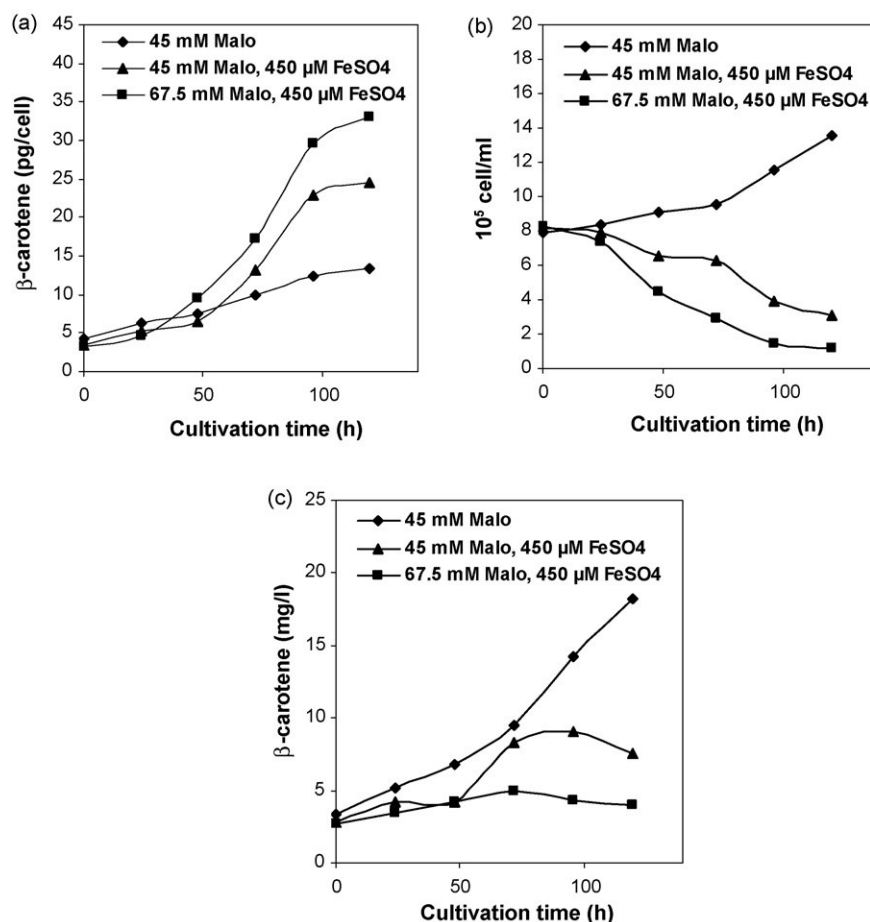 (a)
45 mM Malo
45 mM Malo, 450 µM FeSO4
67.5 mM Malo, 450 µM FeSO4
β-carotene (pg/cell)
45
40
35
30
25
20
15
10
5
0
0 50 100
Cultivation time (h)
(b)
45 mM Malo
45 mM Malo, 450 µM FeSO4
67.5 mM Malo, 450 µM FeSO4
10⁵ cell/ml
20
18
16
14
12
10
8
6
4
2
0
0 50 100
Cultivation time (h)
(c)
45 mM Malo
45 mM Malo, 450 µM FeSO4
67.5 mM Malo, 450 µM FeSO4
β-carotene (mg/l)
25
20
15
10
5
0
0 50 100
Cultivation time (h)